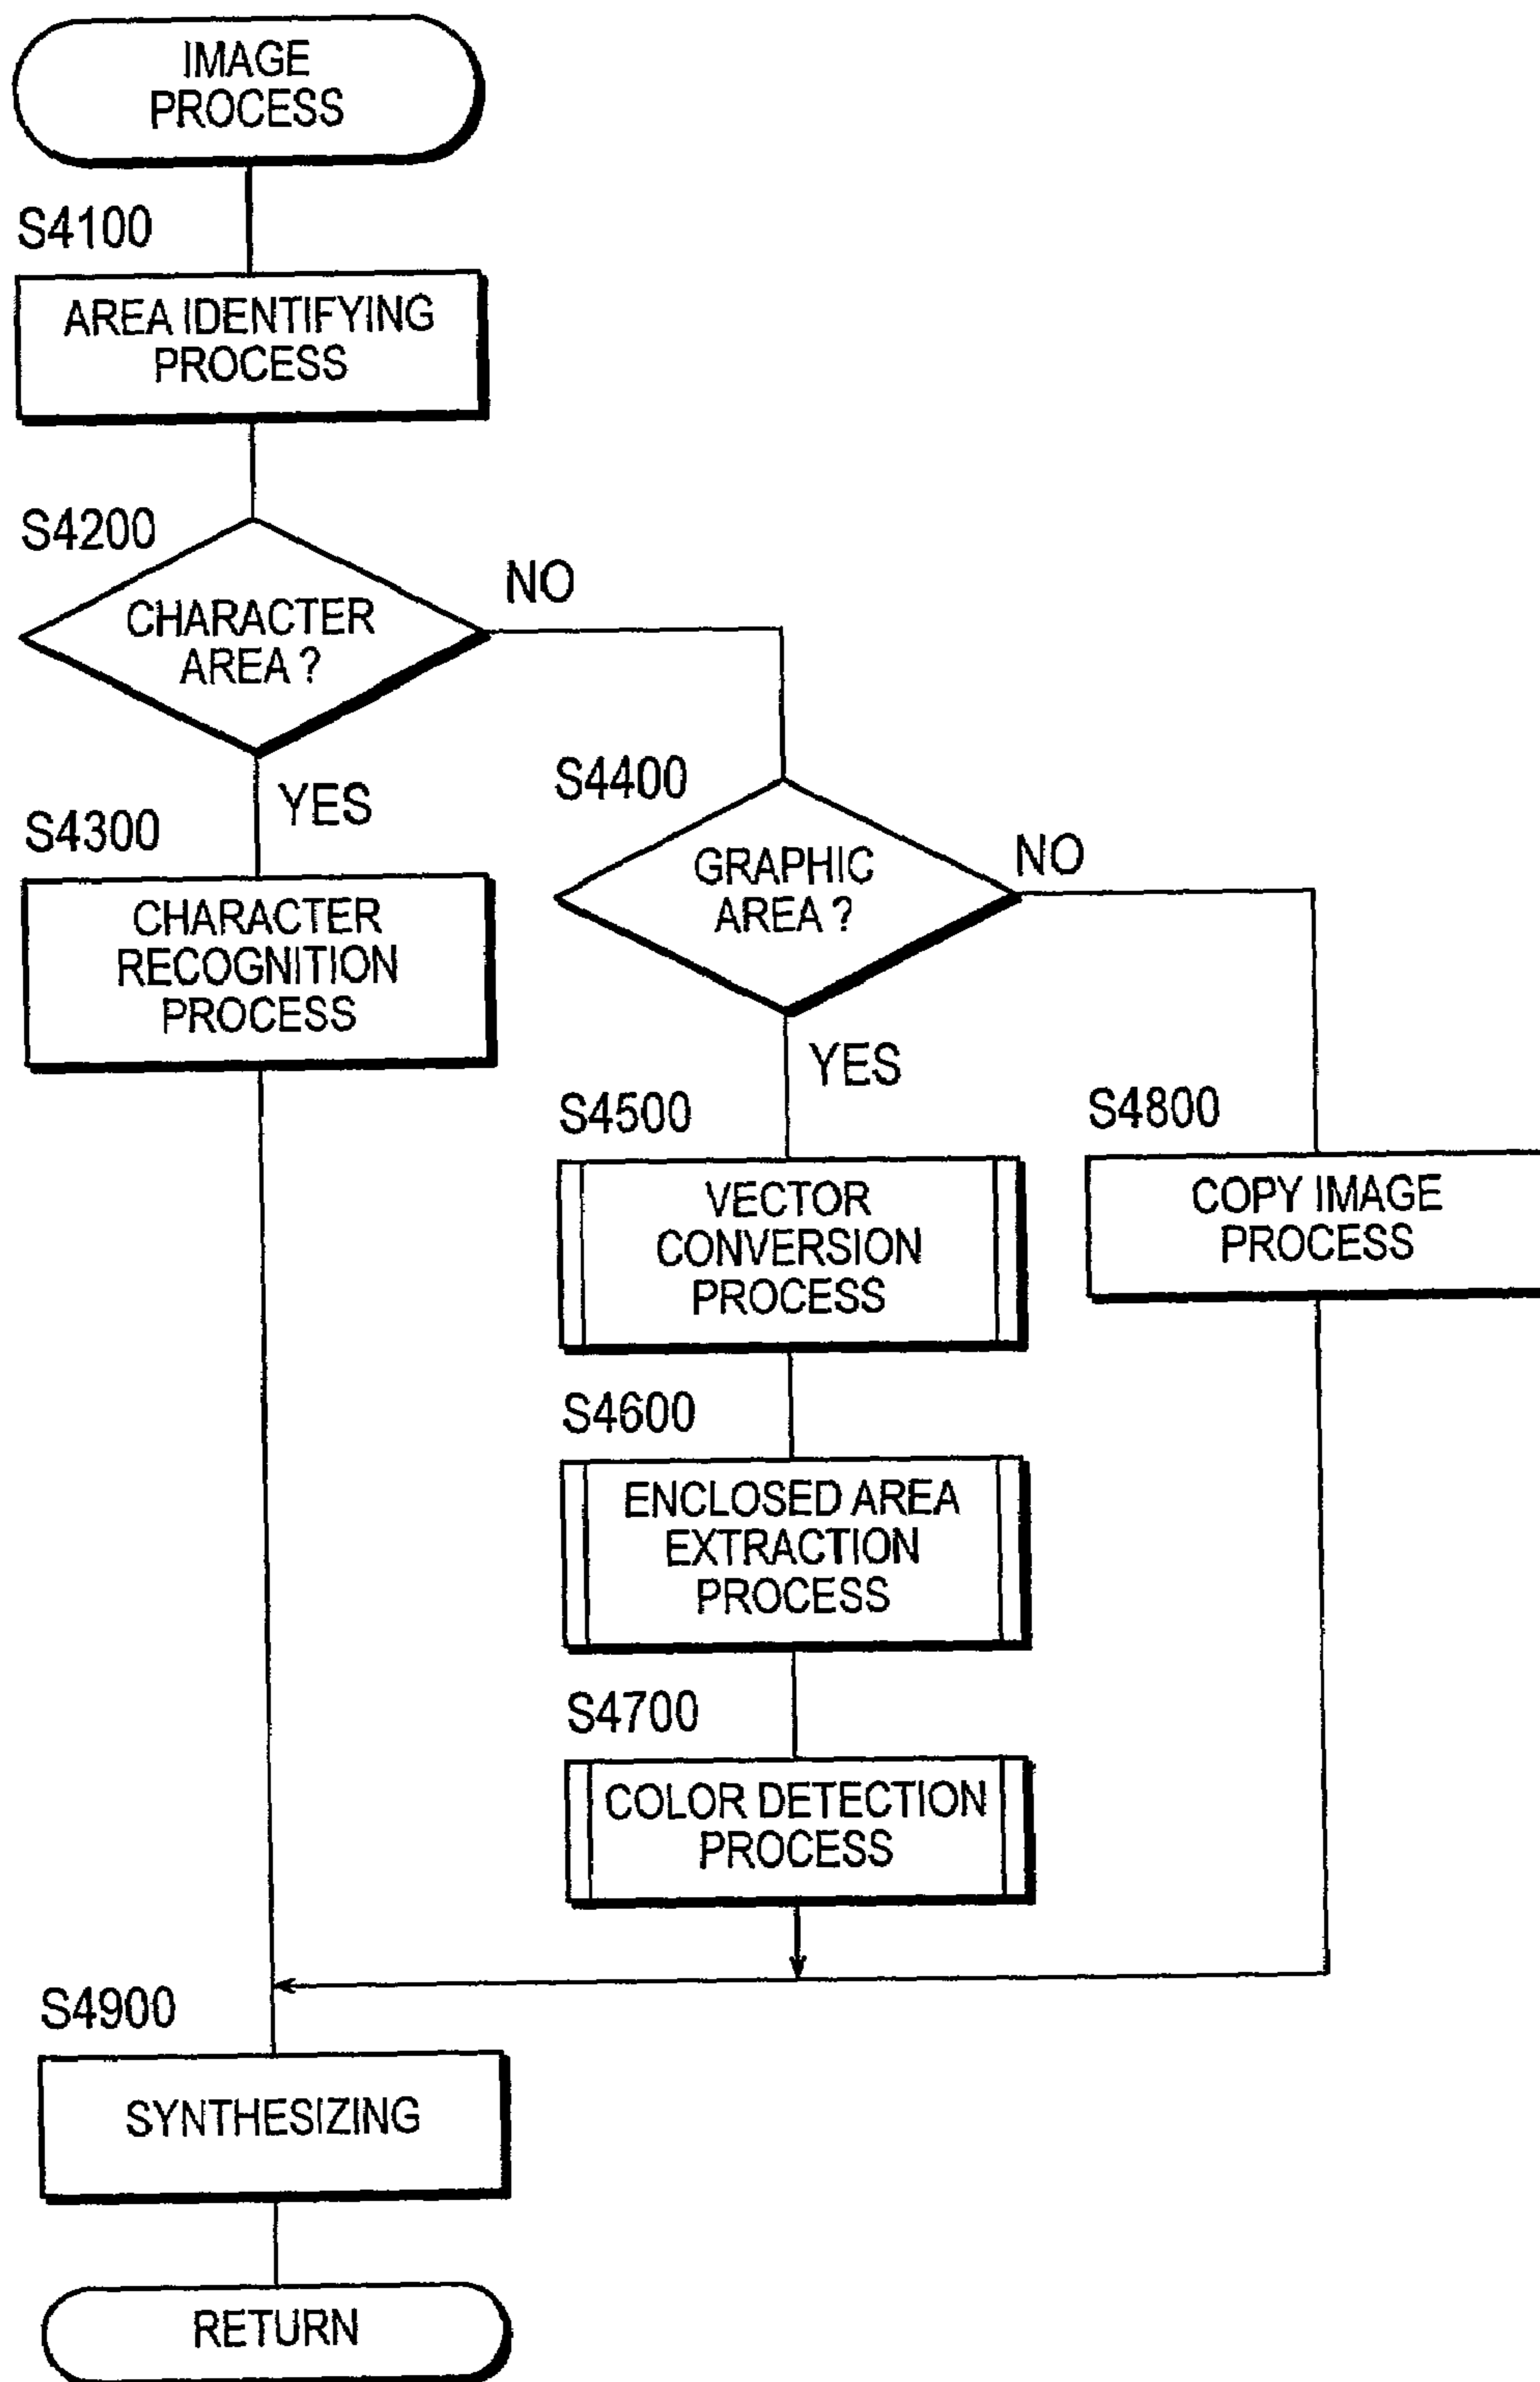 IMAGE
PROCESS
S4100
AREA IDENTIFYING
PROCESS
S4200
CHARACTER
AREA ?
NO
YES
S4300
CHARACTER
RECOGNITION
PROCESS
S4400
GRAPHIC
AREA ?
NO
YES
S4500
VECTOR
CONVERSION
PROCESS
S4600
ENCLOSED AREA
EXTRACTION
PROCESS
S4700
COLOR DETECTION
PROCESS
S4800
COPY IMAGE
PROCESS
S4900
SYNTHESIZING
RETURN